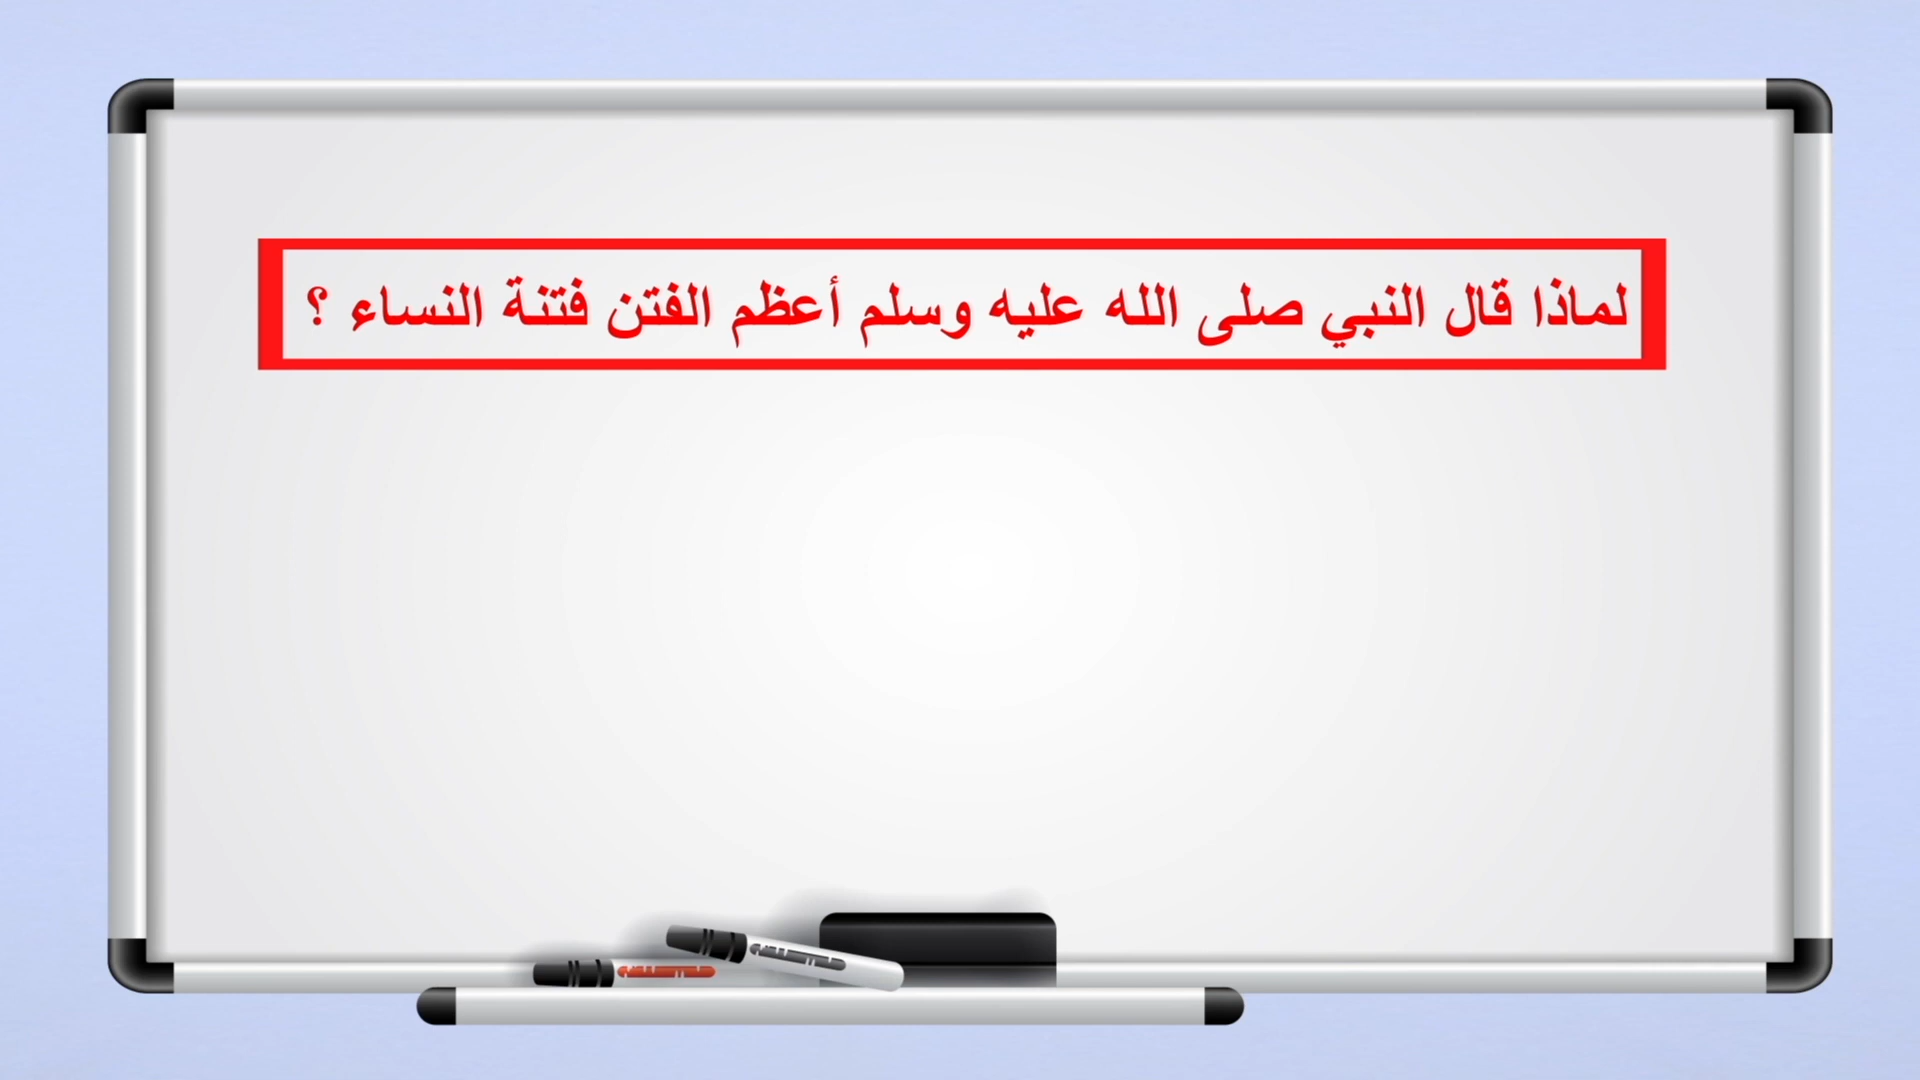 لماذا قال النبي صلى الله عليه وسلم أعظم الفتن فتنة النساء ؟